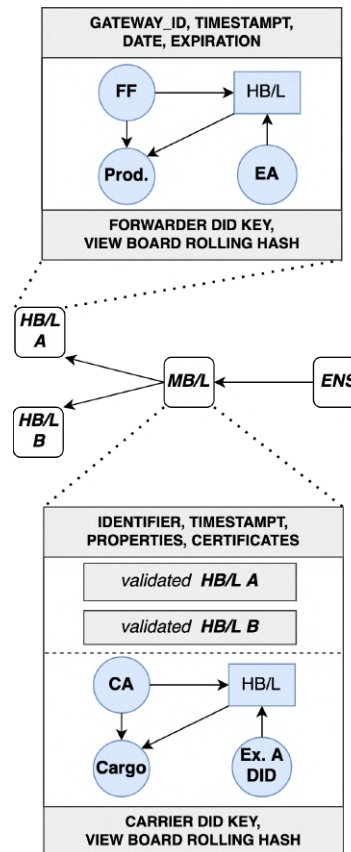 GATEWAY_ID, TIMESTAMPT,
DATE, EXPIRATION
FF
HB/L
Prod.
EA
FORWARDER DID KEY,
VIEW BOARD ROLLING HASH
HB/L
A
MB/L
ENS
HB/L
B
IDENTIFIER, TIMESTAMPT,
PROPERTIES, CERTIFICATES
validated HB/L A
validated HB/L B
CA
HB/L
Cargo
Ex. A
DID
CARRIER DID KEY,
VIEW BOARD ROLLING HASH